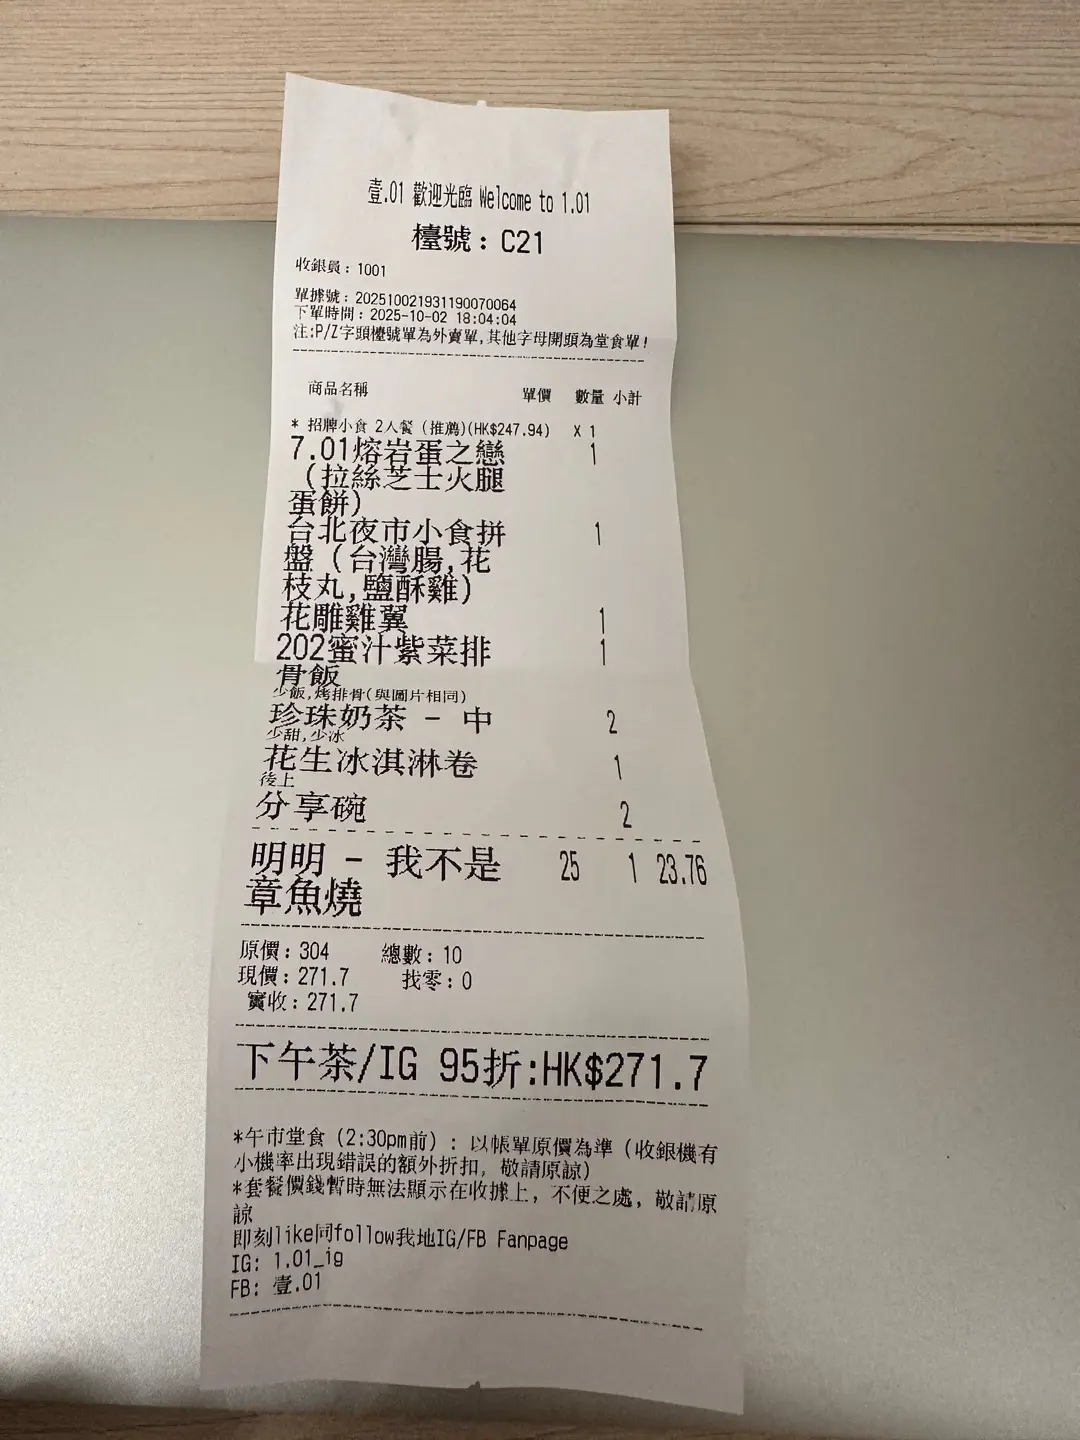 壹.01 歡迎光臨 Welcome to 1.01
檯號：C21
收銀員：1001
單據號：202510021931190070064
下單時間：2025-10-02 18:04:04
注:P/Z字頭檯號單為外賣單,其他字母開頭為堂食單!
商品名稱 單價 數量 小計
* 招牌小食 2人餐 (推薦)(HK$247.94) X 1
7.01熔岩蛋之戀 1
（拉絲芝士火腿
蛋餅）
台北夜市小食拼 1
盤（台灣腸,花
枝丸,鹽酥雞）
花雕雞翼 1
202蜜汁紫菜排 1
骨飯
少飯,烤排骨(與圖片相同)
珍珠奶茶 - 中 2
少甜,少冰
花生冰淇淋卷 1
後上
分享碗 2
明明 - 我不是 25 1 23.76
章魚燒
原價：304 總數：10
現價：271.7 找零：0
實收：271.7
下午茶/IG 95折:HK$271.7
*午市堂食（2:30pm前）：以帳單原價為準（收銀機有
小機率出現錯誤的額外折扣，敬請原諒）
*套餐價錢暫時無法顯示在收據上，不便之處，敬請原
諒
即刻like同follow我地IG/FB Fanpage
IG: 1.01_ig
FB: 壹.01